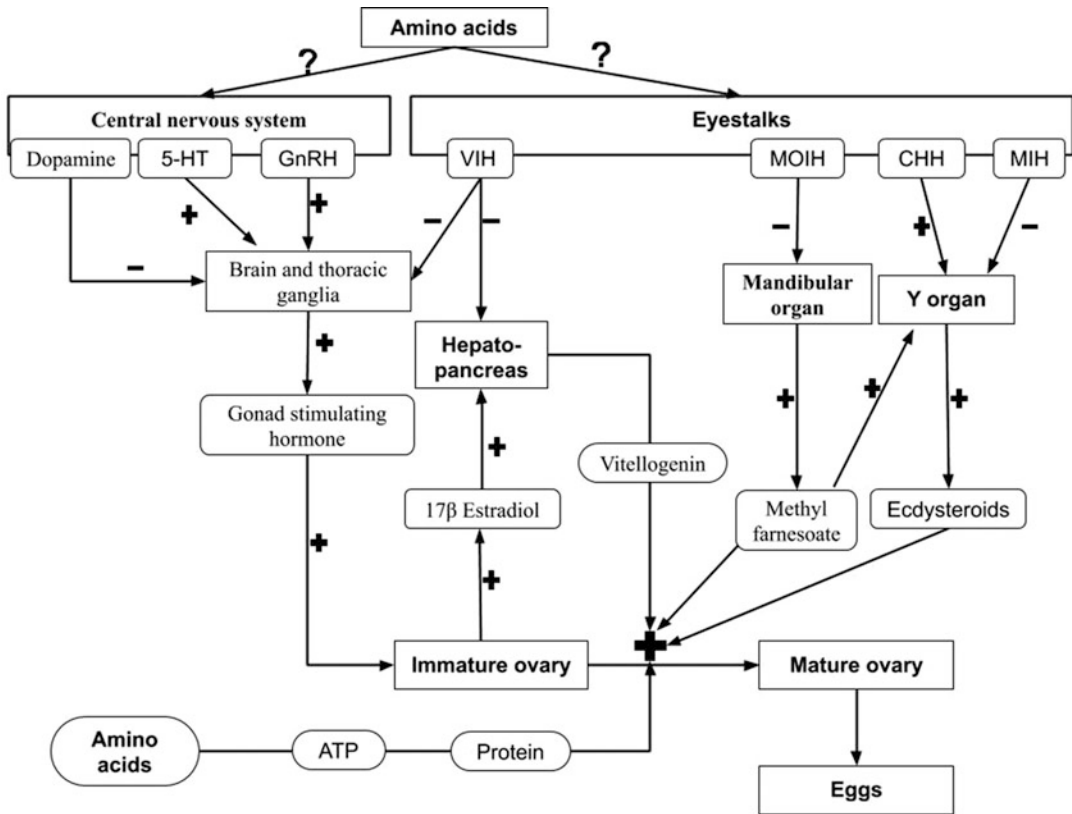 Amino acids
?
?
Central nervous system
Eyestalks
Dopamine
5-HT
GnRH
VIH
MOIH
CHH
MIH
+
+
−
−
−
+
−
−
Brain and thoracic
ganglia
Mandibular
organ
Y organ
+
Hepato-
pancreas
+
+
+
Gonad stimulating
hormone
+
Vitellogenin
17β Estradiol
Methyl
farnesoate
Ecdysteroids
+
+
+
Immature ovary
Mature ovary
Amino
acids
ATP
Protein
Eggs